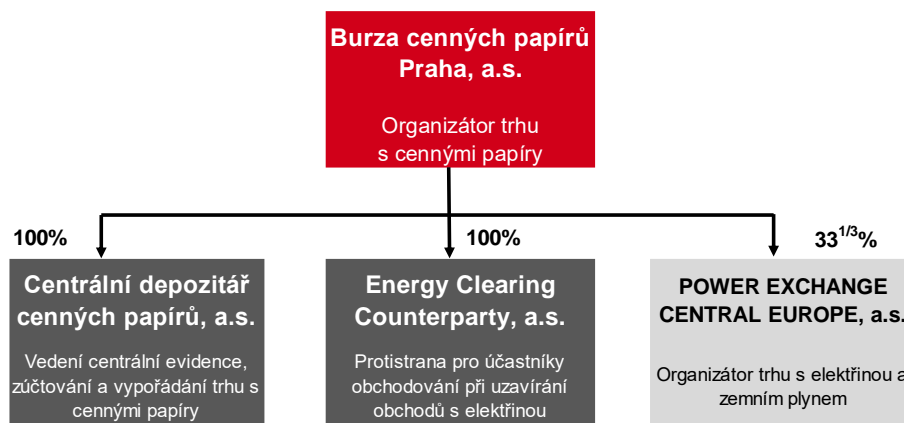 Burza cenných papírů
Praha, a.s.
Organizátor trhu
s cennými papíry
100%
100%
33 1/3%
Centrální depozitář
cenných papírů, a.s.
Vedení centrální evidence,
zúčtování a vypořádání trhu s
cennými papíry
Energy Clearing
Counterparty, a.s.
Protistrana pro účastníky
obchodování při uzavírání
obchodů s elektřinou
POWER EXCHANGE
CENTRAL EUROPE, a.s.
Organizátor trhu s elektřinou a
zemním plynem